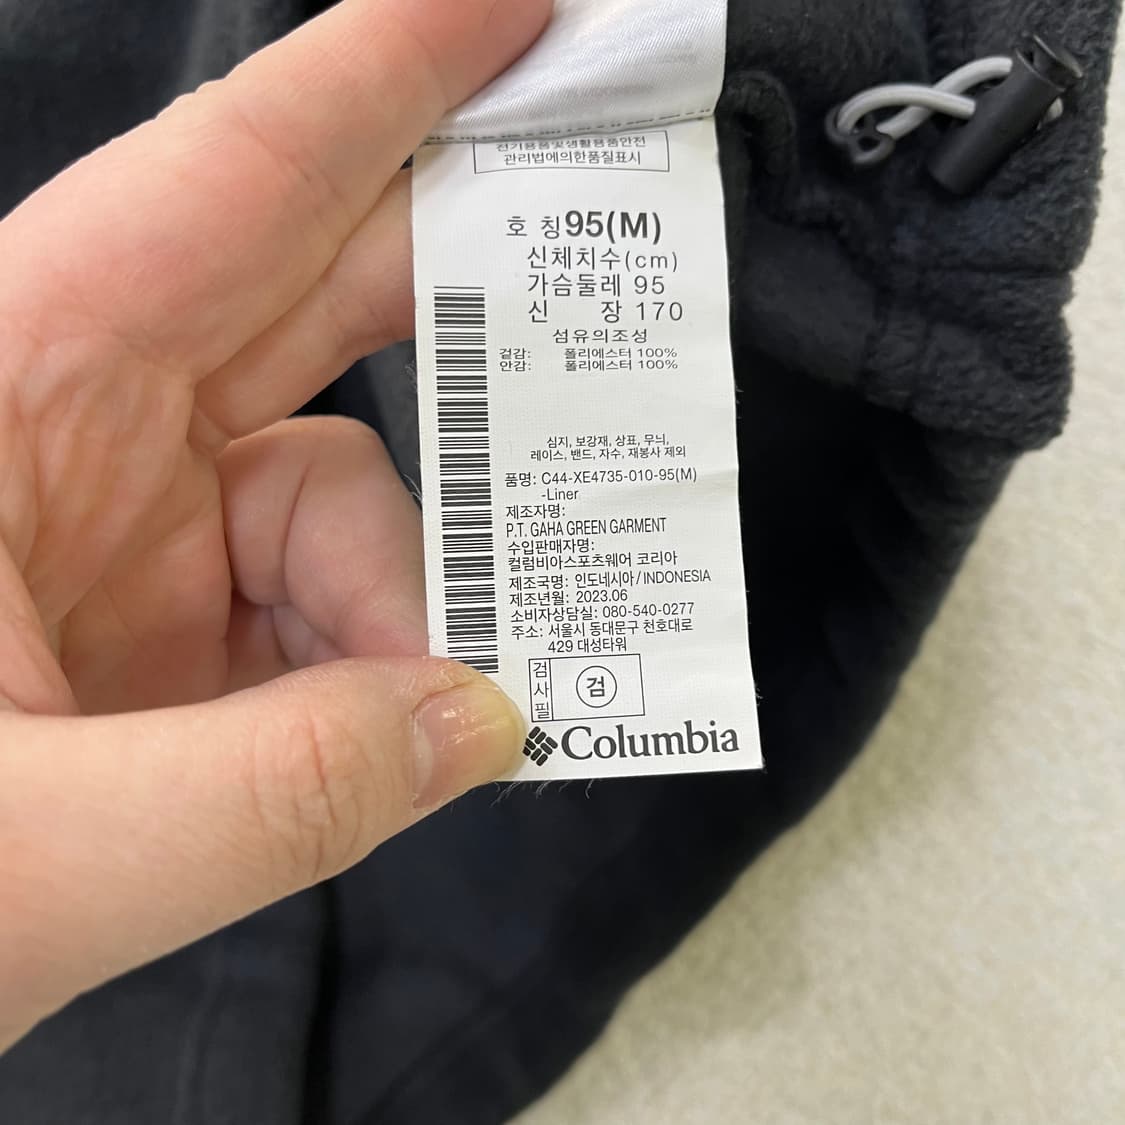 전기용품및생활용품안전
관리법에의한품질표시
호 칭 95(M)
신체치수(cm)
가슴둘레 95
신 장 170
섬유의조성
겉감: 폴리에스터 100%
안감: 폴리에스터 100%
심지, 보강재, 상표, 무늬,
레이스, 밴드, 자수, 재봉사 제외
품명: C44-XE4735-010-95(M)
-Liner
제조자명:
P.T. GAHA GREEN GARMENT
수입판매자명:
컬럼비아스포츠웨어 코리아
제조국명: 인도네시아 / INDONESIA
제조년월: 2023.06
소비자상담실: 080-540-0277
주소: 서울시 동대문구 천호대로
429 대성타워
검사필 검
Columbia